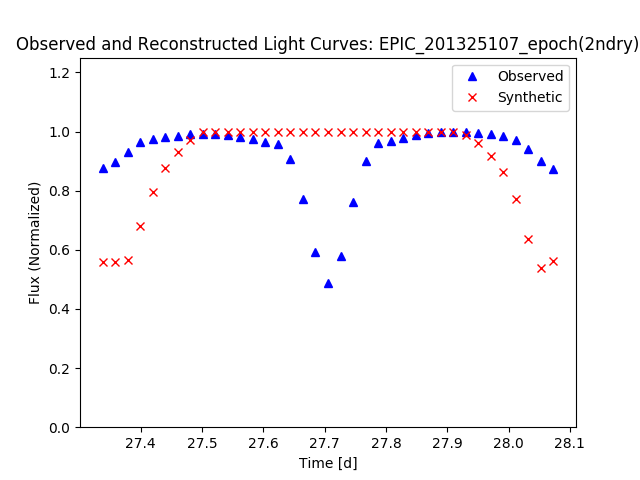 Observed and Reconstructed Light Curves: EPIC_201325107_epoch(2ndry)
1.2
1.0
0.8
0.6
0.4
0.2
0.0
Flux (Normalized)
Observed
Synthetic
27.4 27.5 27.6 27.7 27.8 27.9 28.0 28.1
Time [d]